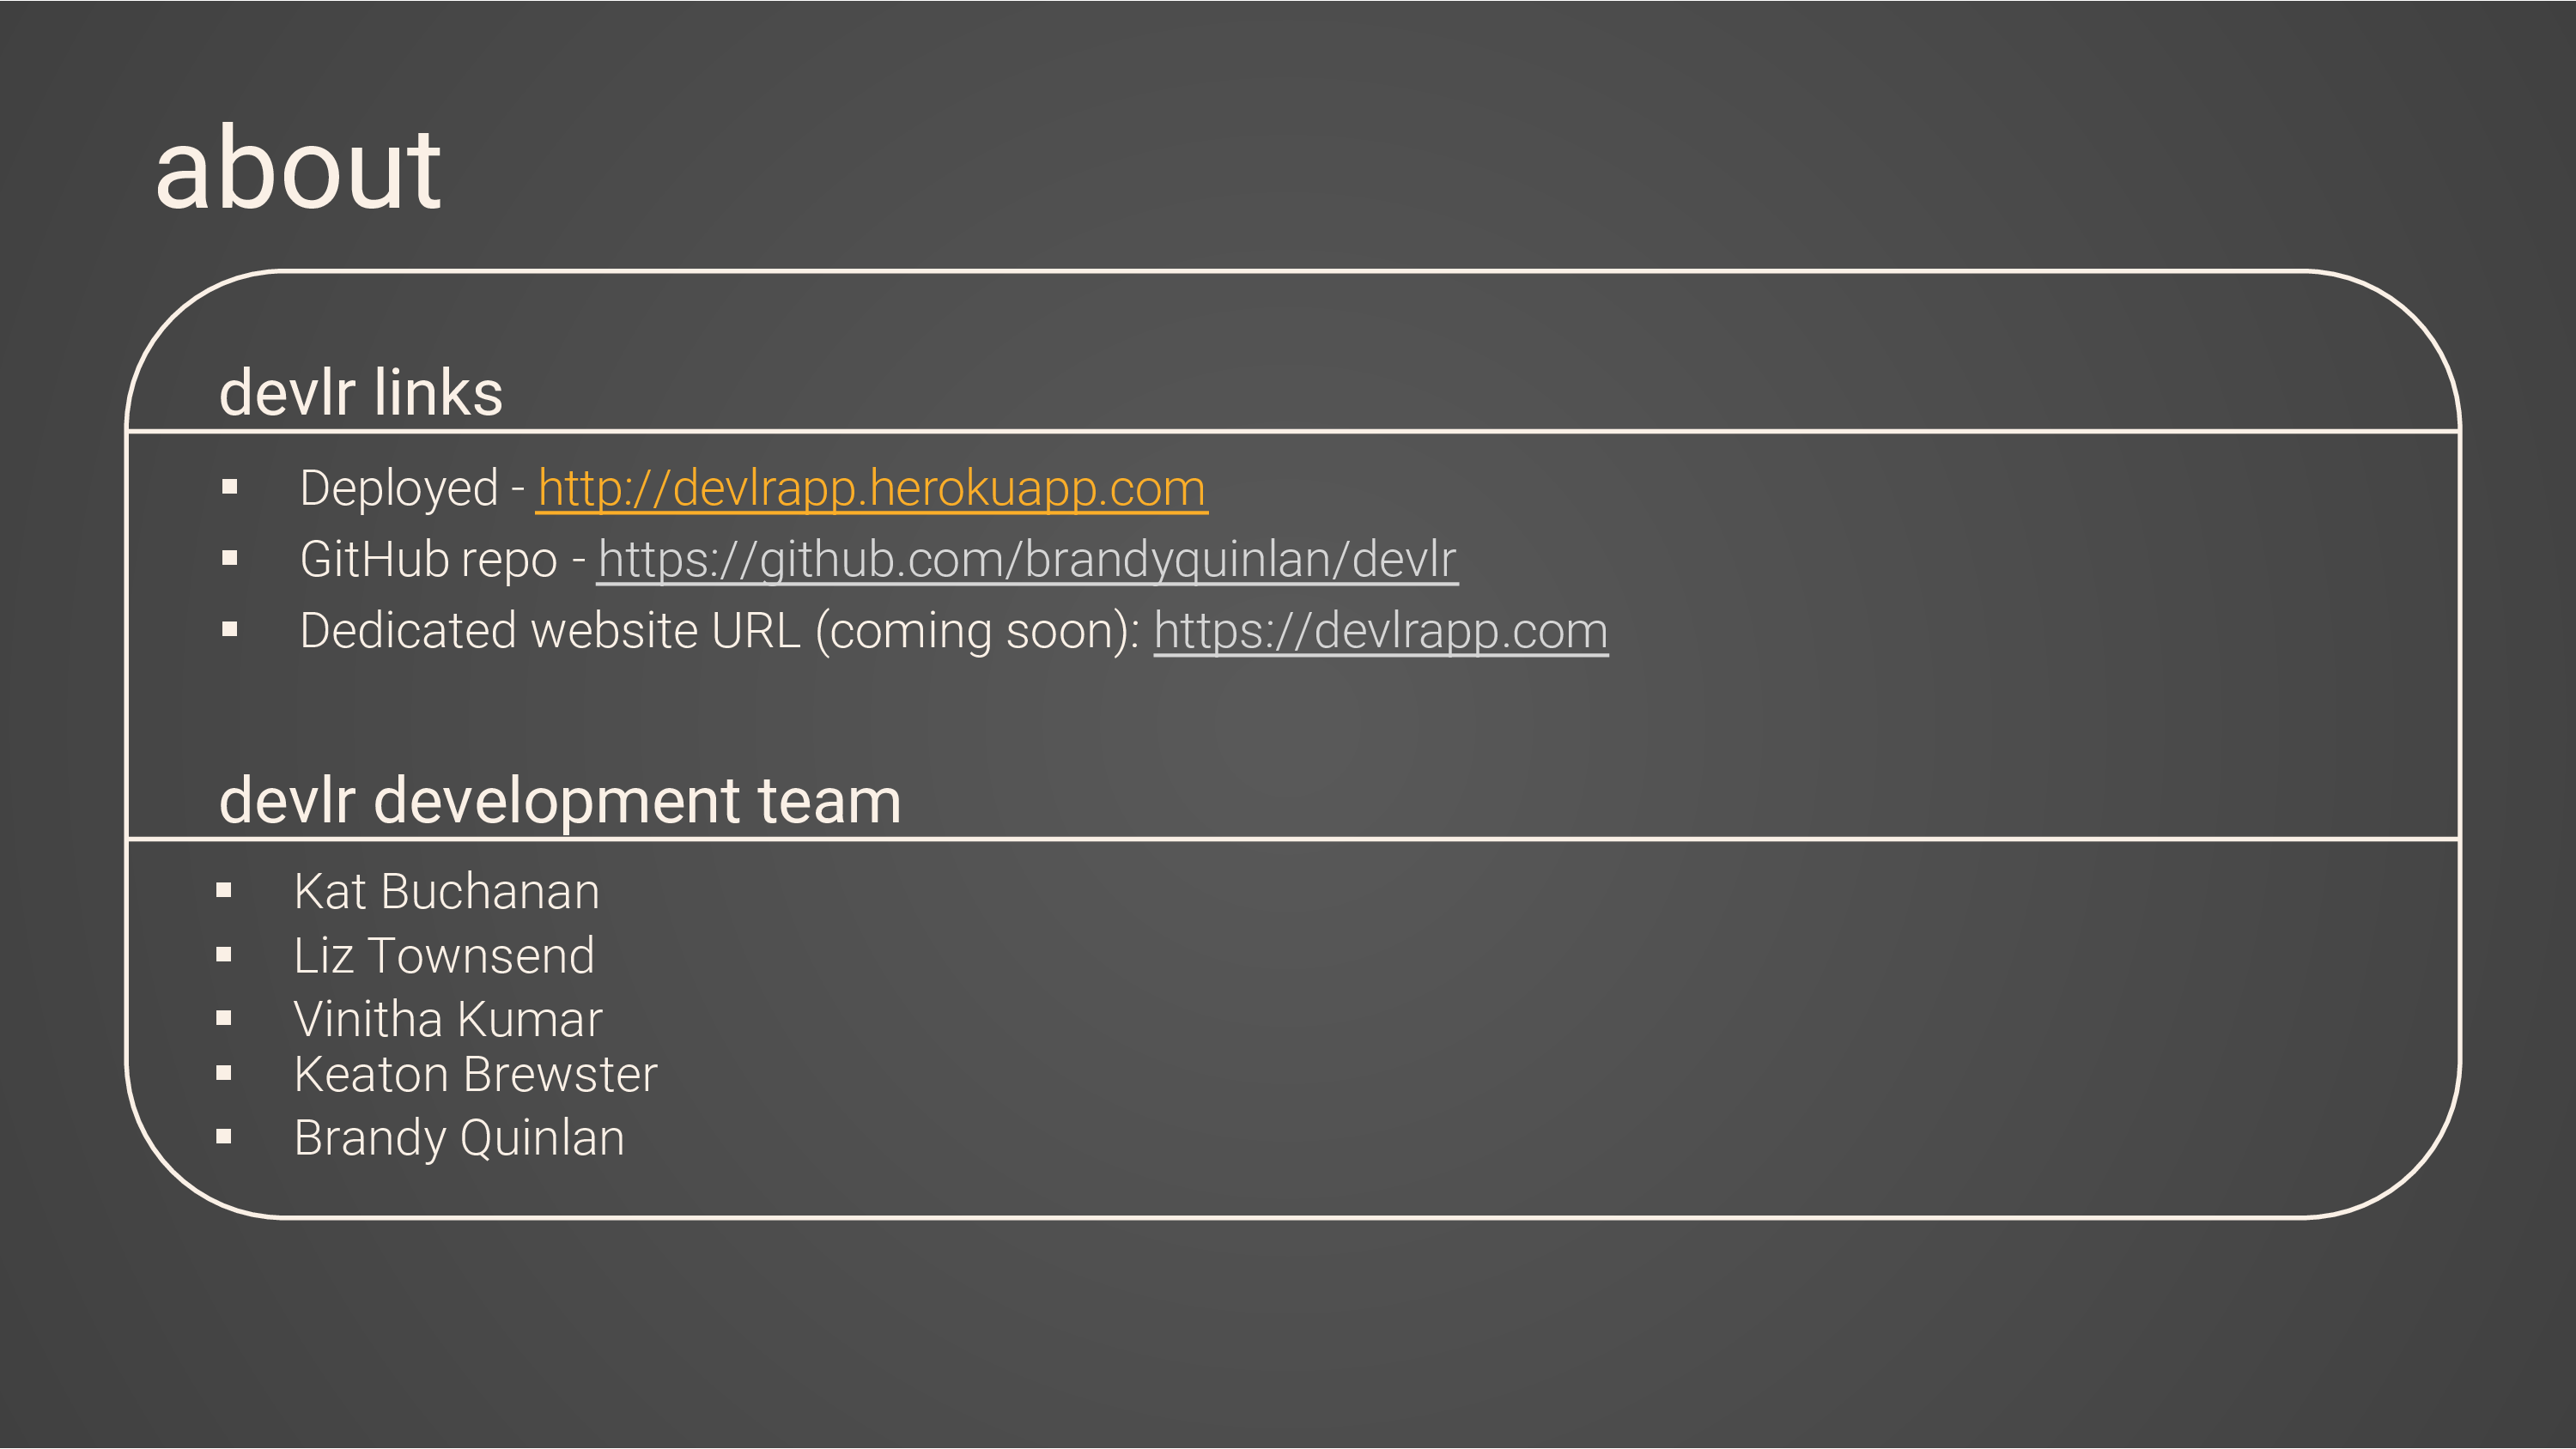 about
devlr links
▪ Deployed - http://devlrapp.herokuapp.com
▪ GitHub repo - https://github.com/brandyquinlan/devlr
▪ Dedicated website URL (coming soon): https://devlrapp.com
devlr development team
▪ Kat Buchanan
▪ Liz Townsend
▪ Vinitha Kumar
▪ Keaton Brewster
▪ Brandy Quinlan